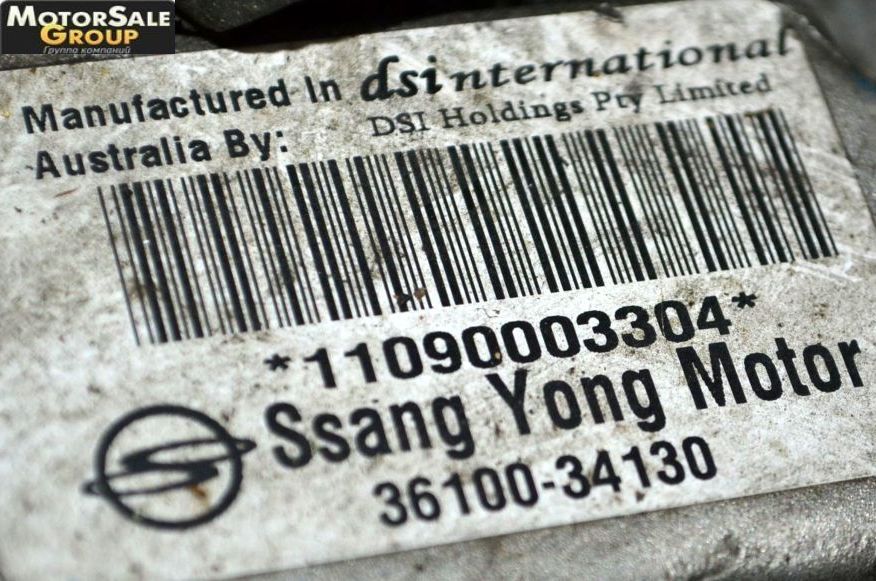 MotorSale
Group
Группа компаний
Manufactured In dsinternational
Australia By: DSI Holdings Pty Limited
*11090003304*
Ssang Yong Motor
36100-34130